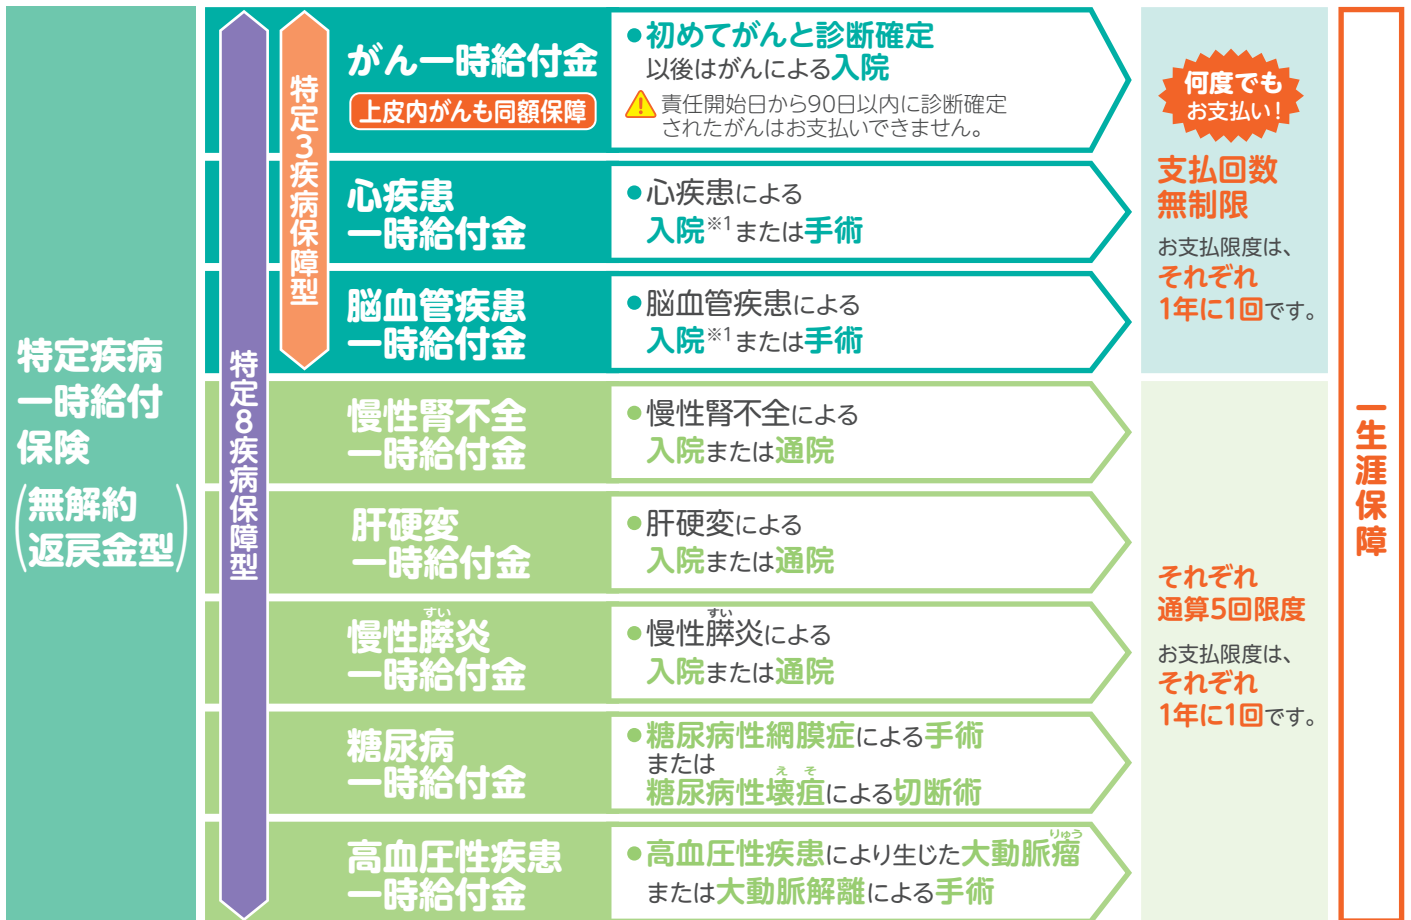 特定疾病
一時給付
保険
(無解約
返戻金型)
特定8疾病保障型
特定3疾病保障型
がん一時給付金
上皮内がんも同額保障
●初めてがんと診断確定
以後はがんによる入院
責任開始日から90日以内に診断確定
されたがんはお支払いできません。
心疾患
一時給付金
●心疾患による
入院※1または手術
脳血管疾患
一時給付金
●脳血管疾患による
入院※1または手術
何度でも
お支払い!
支払回数
無制限
お支払限度は、
それぞれ
1年に1回です。
慢性腎不全
一時給付金
●慢性腎不全による
入院または通院
肝硬変
一時給付金
●肝硬変による
入院または通院
すい
慢性膵炎
一時給付金
すい
●慢性膵炎による
入院または通院
糖尿病
一時給付金
●糖尿病性網膜症による手術
または
えそ
糖尿病性壊疽による切断術
高血圧性疾患
一時給付金
りゅう
●高血圧性疾患により生じた大動脈瘤
または大動脈解離による手術
それぞれ
通算5回限度
お支払限度は、
それぞれ
1年に1回です。
一生涯保障